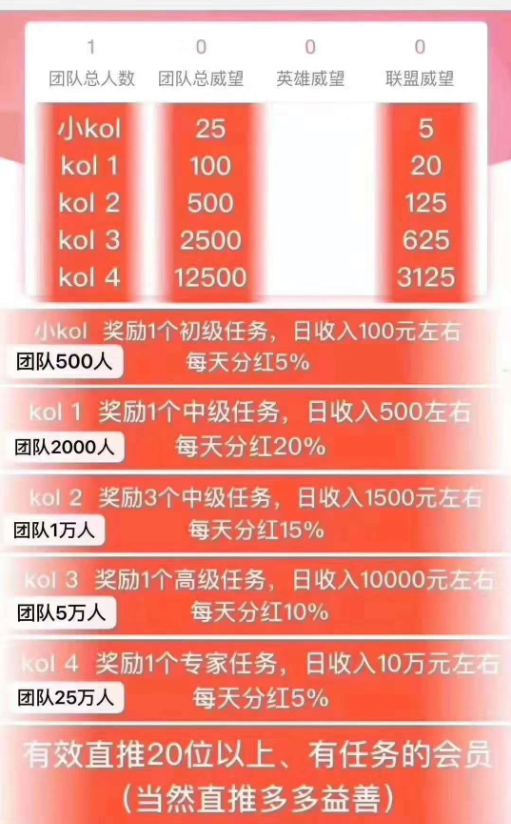 1 0 0 0
团队总人数 团队总威望 英雄威望 联盟威望
小kol 25 5
kol 1 100 20
kol 2 500 125
kol 3 2500 625
kol 4 12500 3125
小kol 奖励1个初级任务，日收入100元左右
团队500人 每天分红5%
kol 1 奖励1个中级任务，日收入500左右
团队2000人 每天分红20%
kol 2 奖励3个中级任务，日收入1500元左右
团队1万人 每天分红15%
kol 3 奖励1个高级任务，日收入10000元左右
团队5万人 每天分红10%
kol 4 奖励1个专家任务，日收入10万元左右
团队25万人 每天分红5%
有效直推20位以上、有任务的会员
（当然直推多多益善）